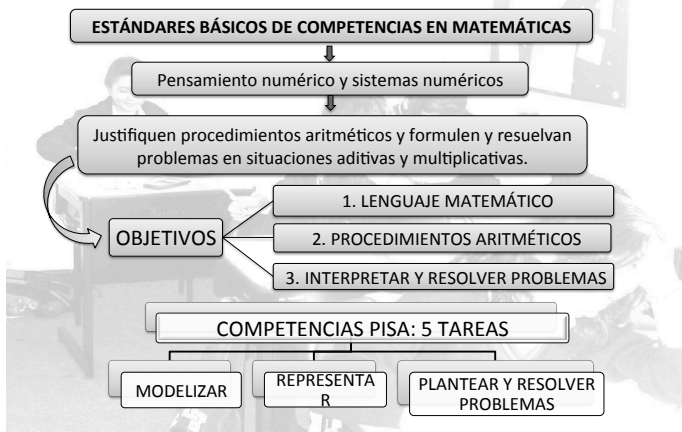 ESTÁNDARES BÁSICOS DE COMPETENCIAS EN MATEMÁTICAS
Pensamiento numérico y sistemas numéricos
Justifiquen procedimientos aritméticos y formulen y resuelvan
problemas en situaciones aditivas y multiplicativas.
OBJETIVOS
1. LENGUAJE MATEMÁTICO
2. PROCEDIMIENTOS ARITMÉTICOS
3. INTERPRETAR Y RESOLVER PROBLEMAS
COMPETENCIAS PISA: 5 TAREAS
MODELIZAR
REPRESENTA
R
PLANTEAR Y RESOLVER
PROBLEMAS